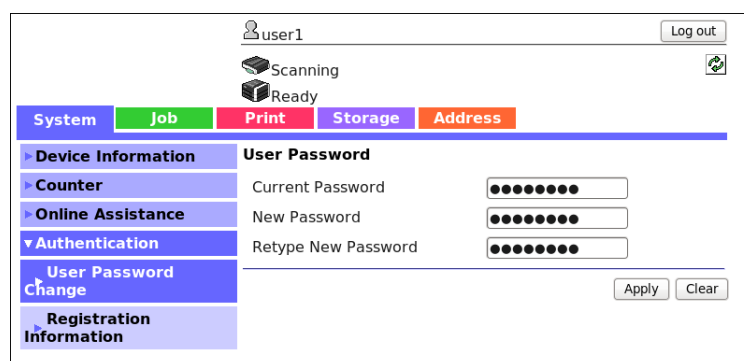 user1
Log out
Scanning
Ready
System
Job
Print
Storage
Address
Device Information
Counter
Online Assistance
Authentication
User Password
Change
Registration
Information
User Password
Current Password
●●●●●●●●
New Password
●●●●●●●●
Retype New Password
●●●●●●●●
Apply
Clear